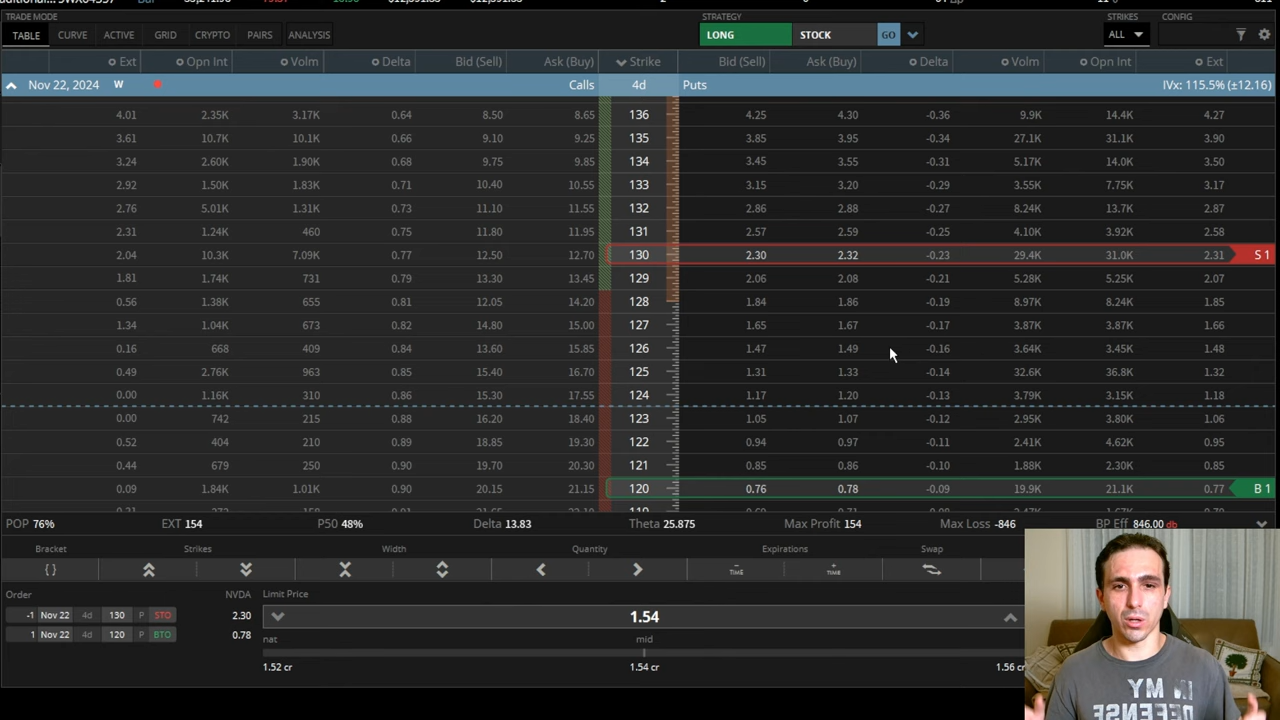 TRADE MODE STRATEGY STRIKES CONFIG
TABLE CURVE ACTIVE GRID CRYPTO PAIRS ANALYSIS LONG STOCK GO ALL
Ext Opn Int Volm Delta Bid (Sell) Ask (Buy) Strike Bid (Sell) Ask (Buy) Delta Volm Opn Int Ext
Nov 22, 2024 W Calls 4d Puts IVx: 115.5% (±12.16)
4.01 2.35K 3.17K 0.64 8.50 8.65 136 4.25 4.30 -0.36 9.9K 14.4K 4.27
3.61 10.7K 10.1K 0.66 9.10 9.25 135 3.85 3.95 -0.34 27.1K 31.1K 3.90
3.24 2.60K 1.90K 0.68 9.75 9.85 134 3.45 3.55 -0.31 5.17K 14.0K 3.50
2.92 1.50K 1.83K 0.71 10.40 10.55 133 3.15 3.20 -0.29 3.55K 7.75K 3.17
2.76 5.01K 1.31K 0.73 11.10 11.55 132 2.86 2.88 -0.27 8.24K 13.7K 2.87
2.31 1.24K 460 0.75 11.80 11.95 131 2.57 2.59 -0.25 4.10K 3.92K 2.58
2.04 10.3K 7.09K 0.77 12.50 12.70 130 2.30 2.32 -0.23 29.4K 31.0K 2.31 S 1
1.81 1.74K 731 0.79 13.30 13.45 129 2.06 2.08 -0.21 5.28K 5.25K 2.07
0.56 1.38K 655 0.81 12.05 14.20 128 1.84 1.86 -0.19 8.97K 8.24K 1.85
1.34 1.04K 673 0.82 14.80 15.00 127 1.65 1.67 -0.17 3.87K 3.87K 1.66
0.16 668 409 0.84 13.60 15.85 126 1.47 1.49 -0.16 3.64K 3.45K 1.48
0.49 2.76K 963 0.85 15.40 16.70 125 1.31 1.33 -0.14 32.6K 36.8K 1.32
0.00 1.16K 310 0.86 15.30 17.55 124 1.17 1.20 -0.13 3.79K 3.15K 1.18
0.00 742 215 0.88 16.20 18.40 123 1.05 1.07 -0.12 2.95K 3.80K 1.06
0.52 404 210 0.89 18.85 19.30 122 0.94 0.97 -0.11 2.41K 4.62K 0.95
0.44 679 250 0.90 19.70 20.30 121 0.85 0.86 -0.10 1.88K 2.30K 0.85
0.09 1.84K 1.01K 0.90 20.15 21.15 120 0.76 0.78 -0.09 19.9K 21.1K 0.77 B 1
POP 76% EXT 154 P50 48% Delta 13.83 Theta 25.875 Max Profit 154 Max Loss -846 BP Eff 846.00 db
Bracket Strikes Width Quantity Expirations Swap
{ } TIME TIME
Order NVDA Limit Price
-1 Nov 22 4d 130 P STO 2.30 1.54
1 Nov 22 4d 120 P BTO 0.78 nat mid
1.52 cr 1.54 cr 1.56 c
MY
IN MY
DEFENSE